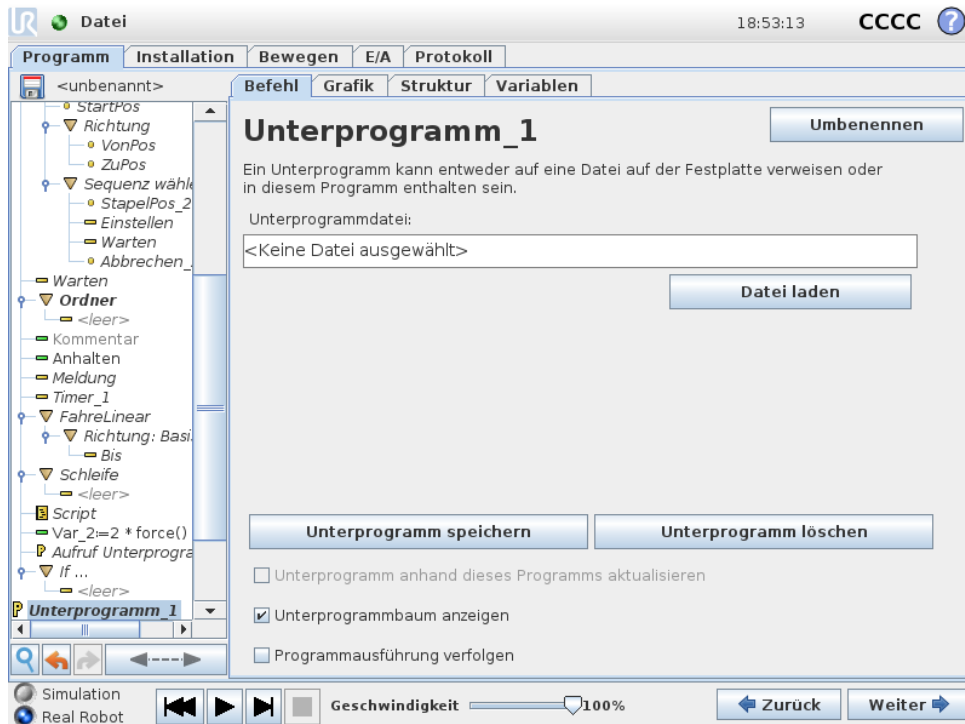 UR Datei 18:53:13 CCCC ?
Programm Installation Bewegen E/A Protokoll
<unbenannt>
Befehl Grafik Struktur Variablen
StartPos
Richtung
VonPos
ZuPos
Sequenz wähle
StapelPos_2
Einstellen
Warten
Abbrechen_
Warten
Ordner
<leer>
Kommentar
Anhalten
Meldung
Timer_1
FahreLinear
Richtung: Basi
Bis
Schleife
<leer>
Script
Var_2:=2 * force()
P Aufruf Unterprogra
If ...
<leer>
P Unterprogramm_1
Unterprogramm_1
Umbenennen
Ein Unterprogramm kann entweder auf eine Datei auf der Festplatte verweisen oder
in diesem Programm enthalten sein.
Unterprogrammdatei:
<Keine Datei ausgewählt>
Datei laden
Unterprogramm speichern Unterprogramm löschen
Unterprogramm anhand dieses Programms aktualisieren
Unterprogrammbaum anzeigen
Programmausführung verfolgen
Simulation
Real Robot
Geschwindigkeit 100%
Zurück Weiter